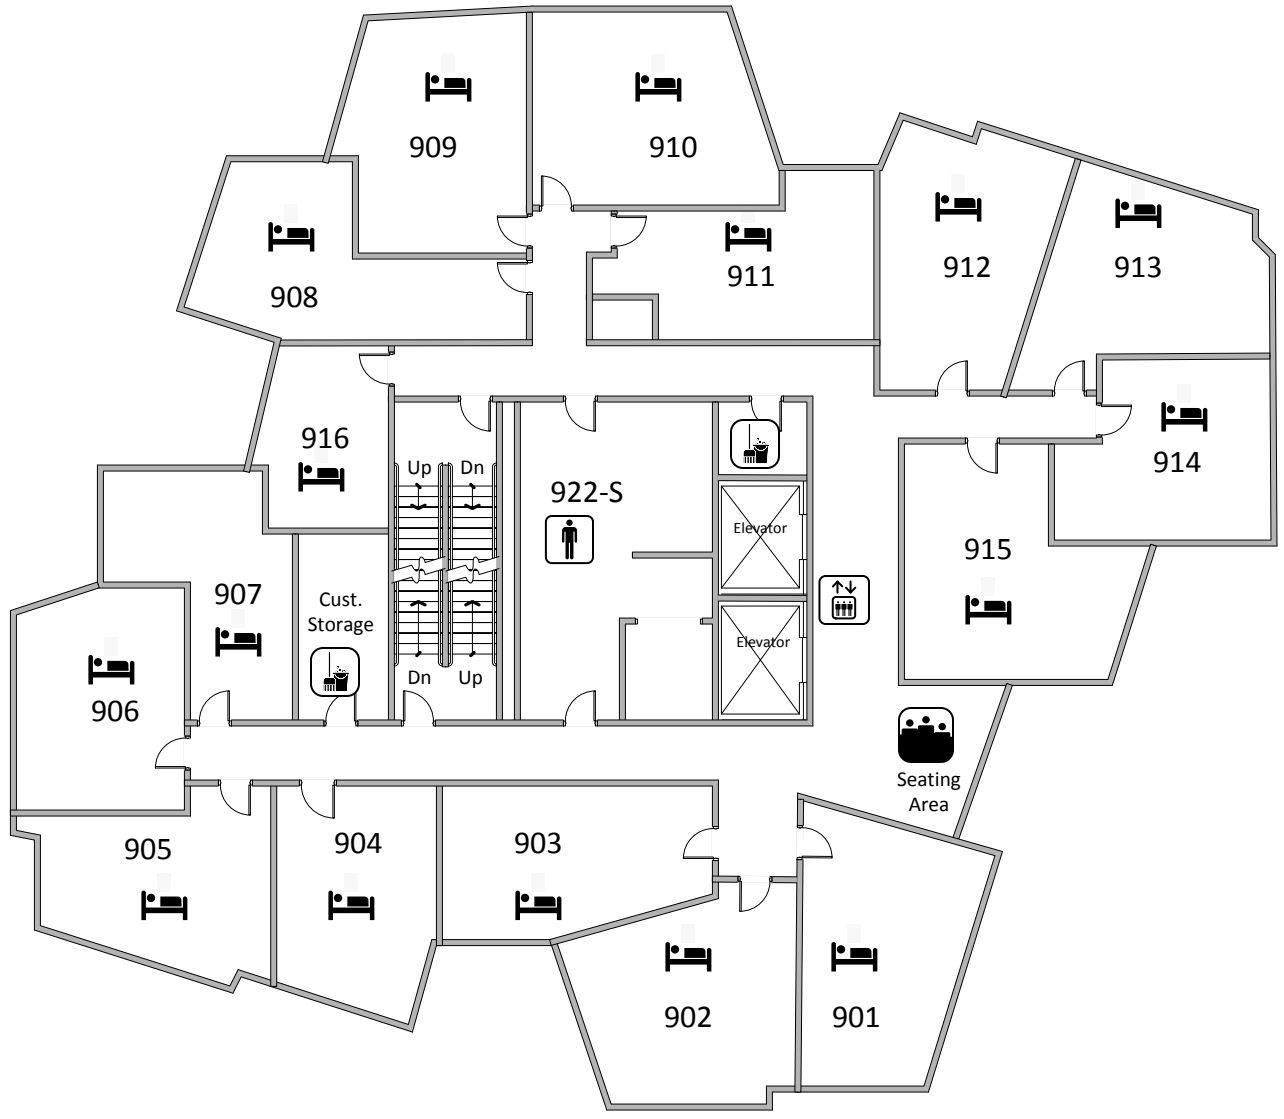 909
910
912
913
911
908
916
Up
Dn
922-S
914
Elevator
915
907
Cust.
Storage
Elevator
Dn
Up
906
Seating
Area
905
904
903
902
901